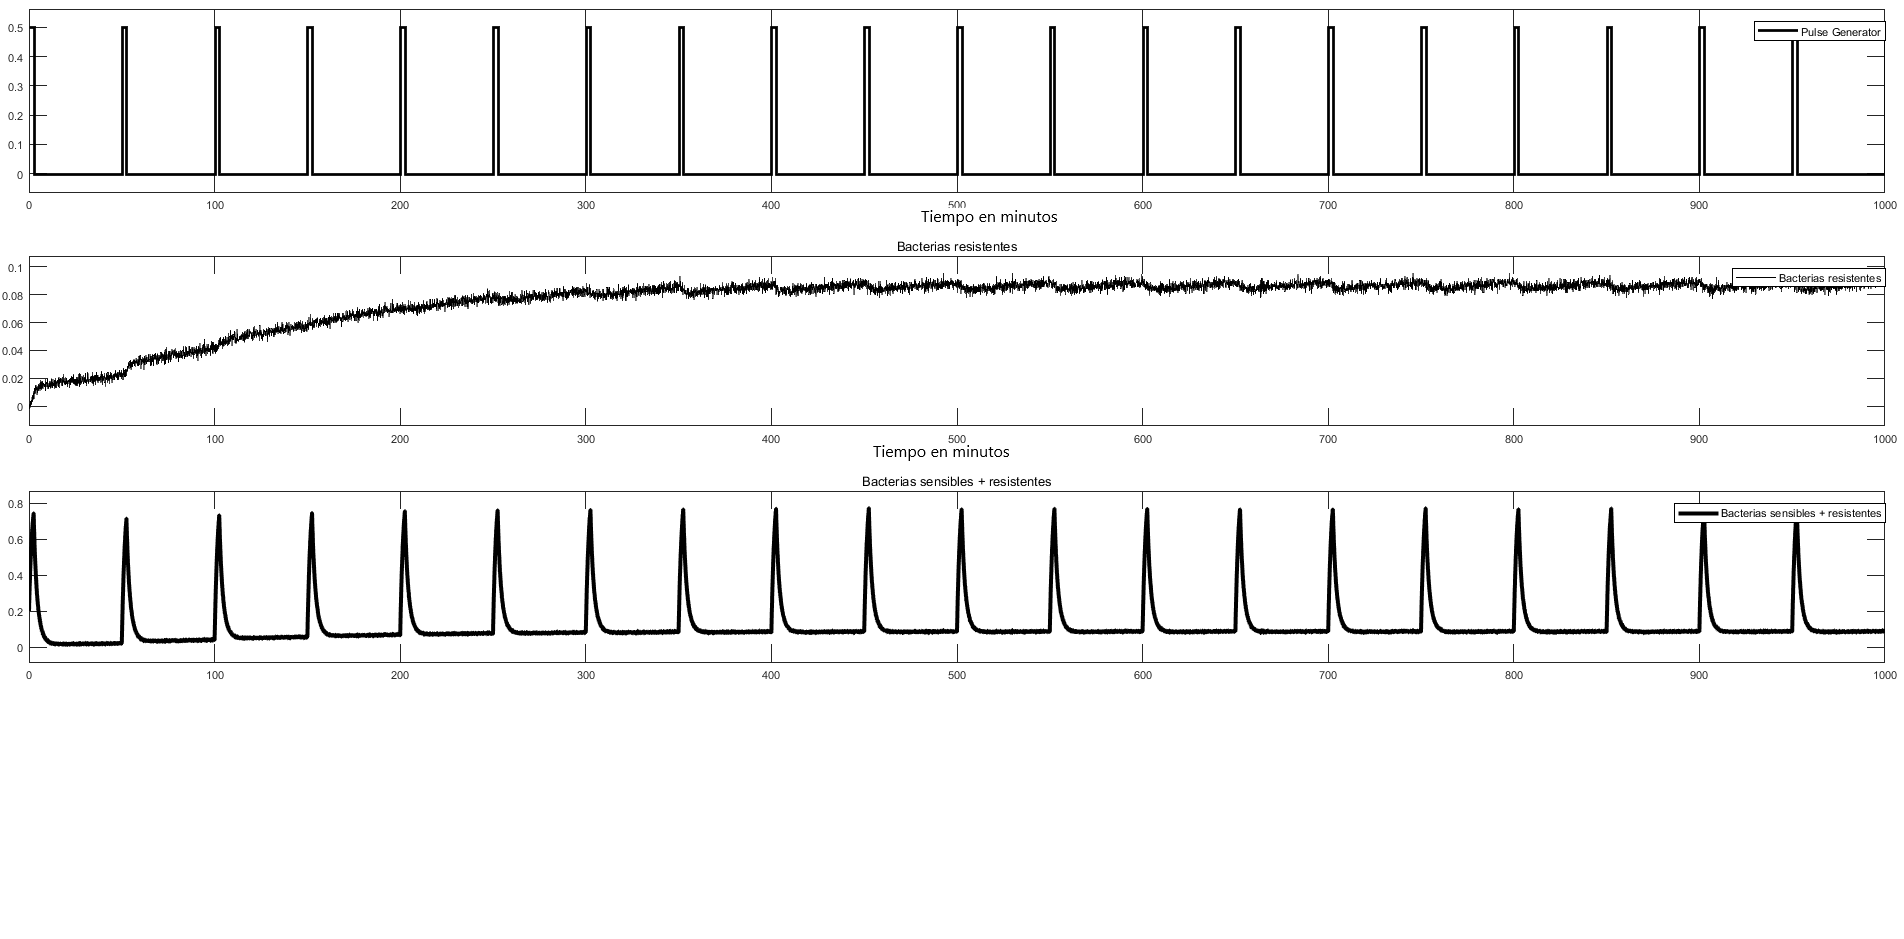 0.5
Pulse Generator
0.4
0.3
0.2
0.1
0
0 100 200 300 400 500 600 700 800 900 1000
Tiempo en minutos
Bacterias resistentes
0.1
Bacterias resistentes
0.08
0.06
0.04
0.02
0
0 100 200 300 400 500 600 700 800 900 1000
Tiempo en minutos
Bacterias sensibles + resistentes
0.8
Bacterias sensibles + resistentes
0.6
0.4
0.2
0
0 100 200 300 400 500 600 700 800 900 1000